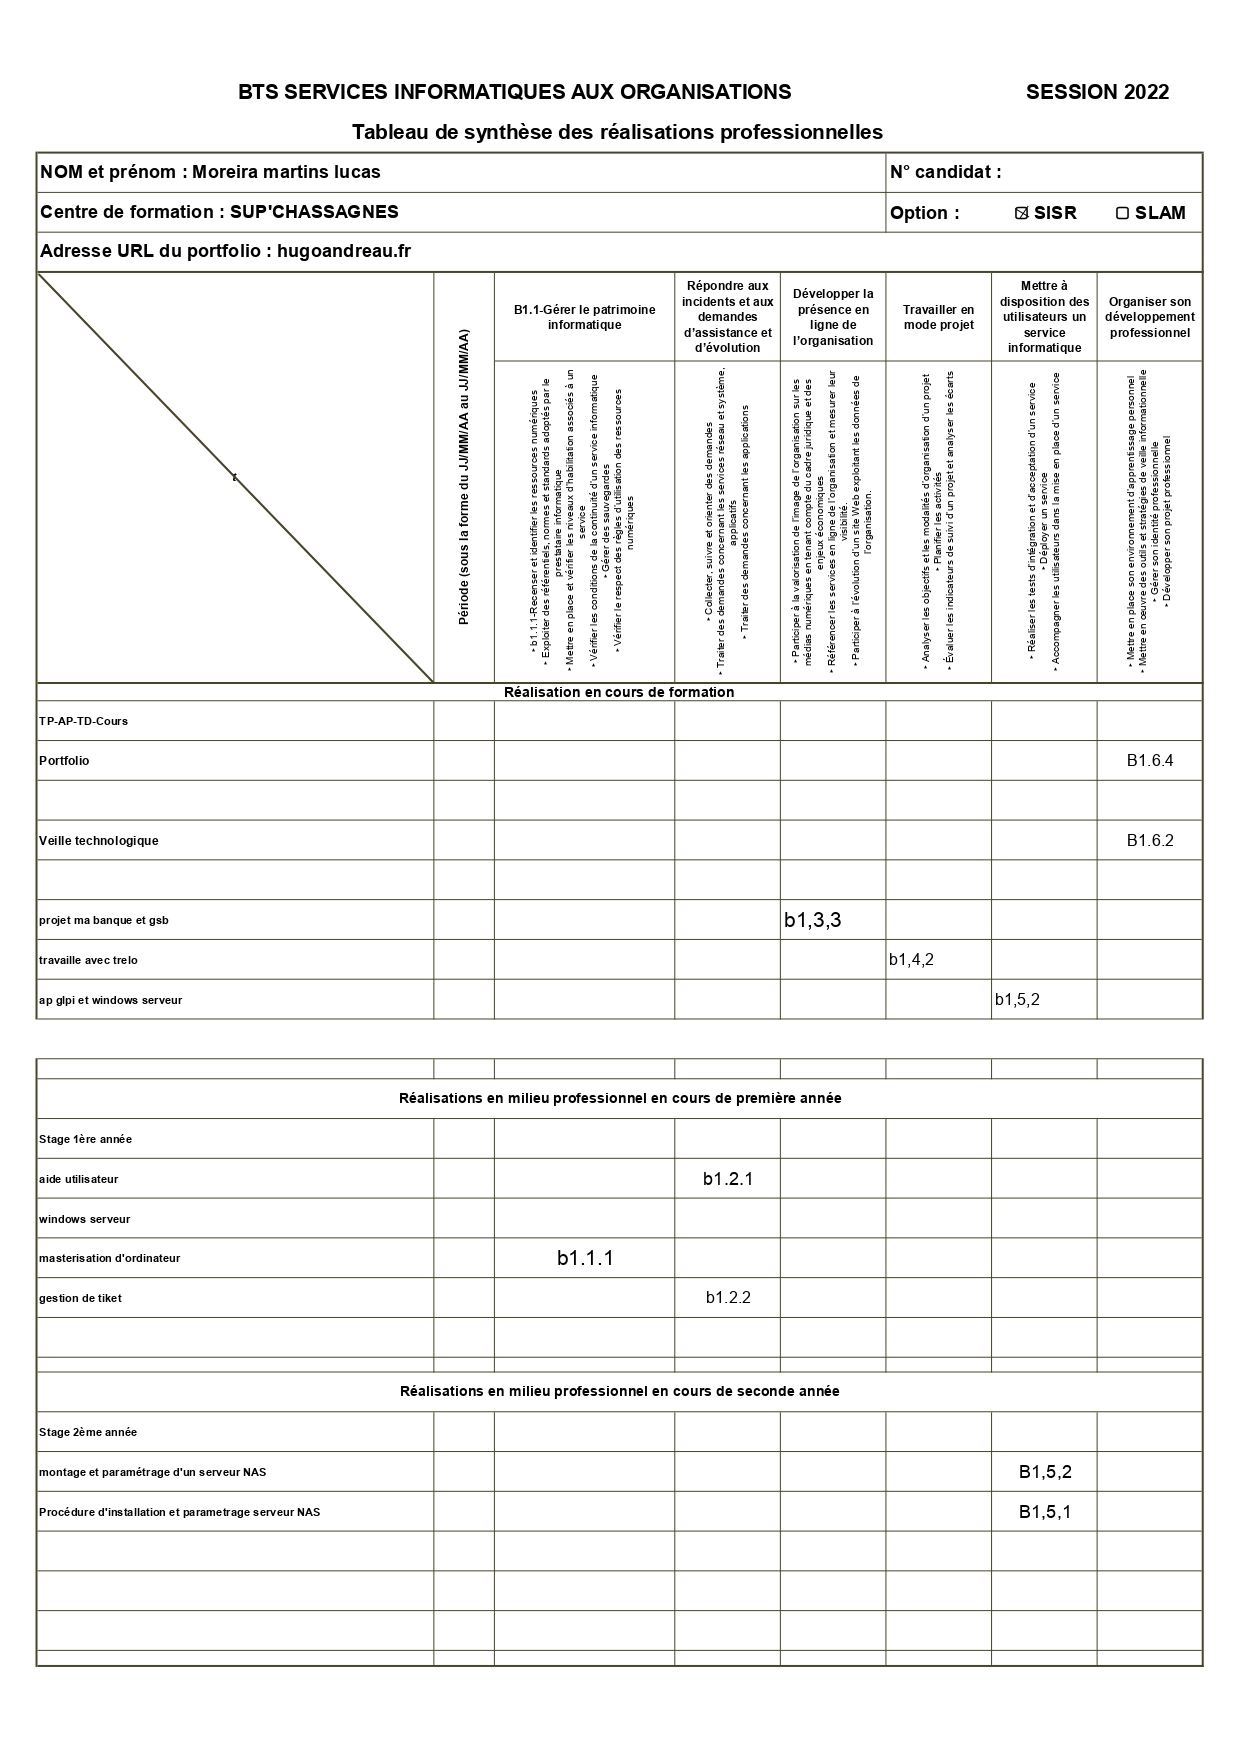 BTS SERVICES INFORMATIQUES AUX ORGANISATIONS SESSION 2022
Tableau de synthèse des réalisations professionnelles
NOM et prénom : Moreira martins lucas N° candidat :
Centre de formation : SUP'CHASSAGNES Option : SISR SLAM
Adresse URL du portfolio : hugoandreau.fr
t
Période (sous la forme du JJ/MM/AA au JJ/MM/AA)
B1.1-Gérer le patrimoine
informatique
Répondre aux
incidents et aux
demandes
d'assistance et
d'évolution
Développer la
présence en
ligne de
l'organisation
Travailler en
mode projet
Mettre à
disposition des
utilisateurs un
service
informatique
Organiser son
développement
professionnel
‣ b1.1.1-Recenser et identifier les ressources numériques
‣ Exploiter des référentiels, normes et standards adoptés par le
prestataire informatique
‣ Mettre en place et vérifier les niveaux d'habilitation associés à un
service
‣ Vérifier les conditions de la continuité d'un service informatique
‣ Gérer des sauvegardes
‣ Vérifier le respect des règles d'utilisation des ressources
numériques
‣ Collecter, suivre et orienter des demandes
‣ Traiter des demandes concernant les services réseau et système,
applicatifs
‣ Traiter des demandes concernant les applications
‣ Participer à la valorisation de l'image de l'organisation sur les
médias numériques en tenant compte du cadre juridique et des
enjeux économiques
‣ Référencer les services en ligne de l'organisation et mesurer leur
visibilité.
‣ Participer à l'évolution d'un site Web exploitant les données de
l'organisation.
‣ Analyser les objectifs et les modalités d'organisation d'un projet
‣ Planifier les activités
‣ Évaluer les indicateurs de suivi d'un projet et analyser les écarts
‣ Réaliser les tests d'intégration et d'acceptation d'un service
‣ Déployer un service
‣ Accompagner les utilisateurs dans la mise en place d'un service
‣ Mettre en place son environnement d'apprentissage personnel
‣ Mettre en œuvre des outils et stratégies de veille informationnelle
‣ Gérer son identité professionnelle
‣ Développer son projet professionnel
Réalisation en cours de formation
TP-AP-TD-Cours
Portfolio B1.6.4
Veille technologique B1.6.2
projet ma banque et gsb b1,3,3
travaille avec trelo b1,4,2
ap glpi et windows serveur b1,5,2
Réalisations en milieu professionnel en cours de première année
Stage 1ère année
aide utilisateur b1.2.1
windows serveur
masterisation d'ordinateur b1.1.1
gestion de tiket b1.2.2
Réalisations en milieu professionnel en cours de seconde année
Stage 2ème année
montage et paramétrage d'un serveur NAS B1,5,2
Procédure d'installation et parametrage serveur NAS B1,5,1